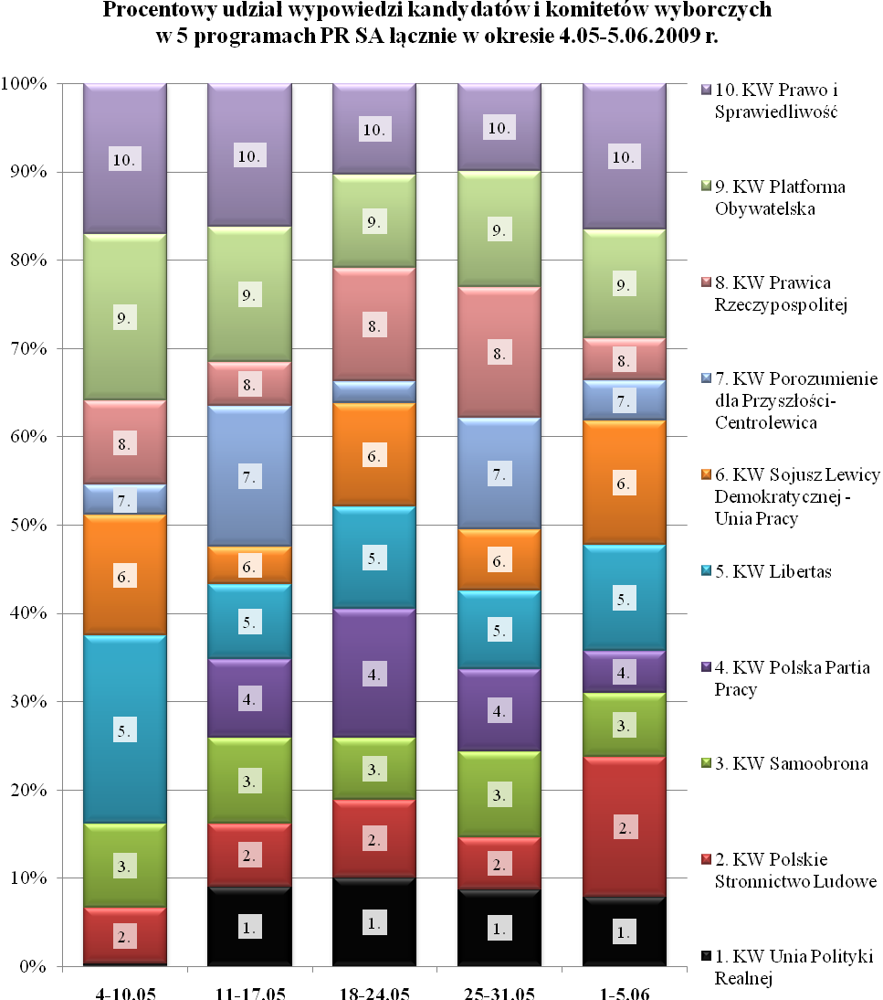 Procentowy udział wypowiedzi kandydatów i komitetów wyborczych
w 5 programach PR SA łącznie w okresie 4.05-5.06.2009 r.
100%
90%
80%
70%
60%
50%
40%
30%
20%
10%
0%
10.
9.
8.
7.
6.
5.
3.
2.
10.
9.
8.
7.
6.
5.
4.
3.
2.
1.
10.
9.
8.
6.
5.
4.
3.
2.
1.
10.
9.
8.
7.
6.
5.
4.
3.
2.
1.
10.
9.
8.
7.
6.
5.
4.
3.
2.
1.
4-10.05
11-17.05
18-24.05
25-31.05
1-5.06
10. KW Prawo i
Sprawiedliwość
9. KW Platforma
Obywatelska
8. KW Prawica
Rzeczypospolitej
7. KW Porozumienie
dla Przyszłości-
Centrolewica
6. KW Sojusz Lewicy
Demokratycznej -
Unia Pracy
5. KW Libertas
4. KW Polska Partia
Pracy
3. KW Samoobrona
2. KW Polskie
Stronnictwo Ludowe
1. KW Unia Polityki
Realnej